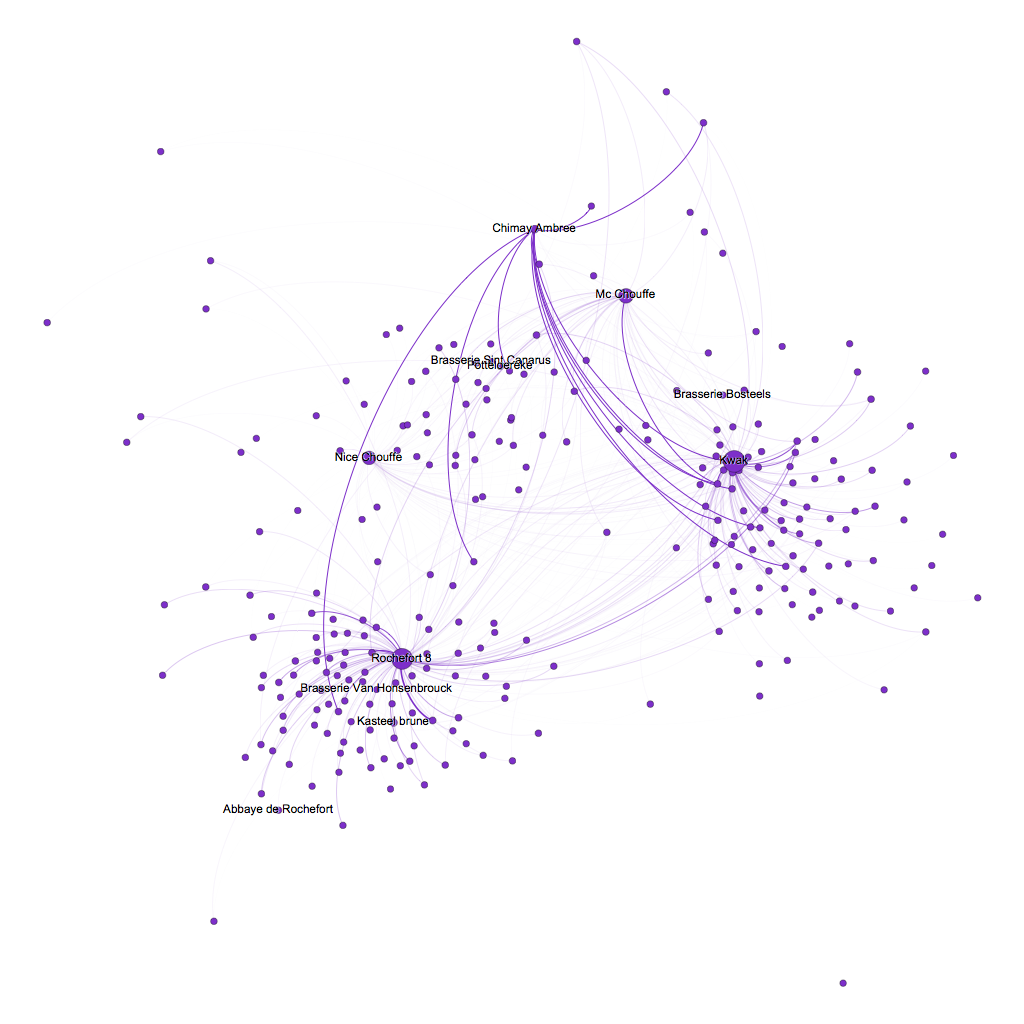 Chimay Ambree
Mc Chouffe
Brasserie Sint Canarus
Potteloereke
Brasserie Bosteels
Nice Chouffe
Kwak
Rochefort 8
Brasserie Van Honsenbrouck
Kasteel brune
Abbaye de Rochefort